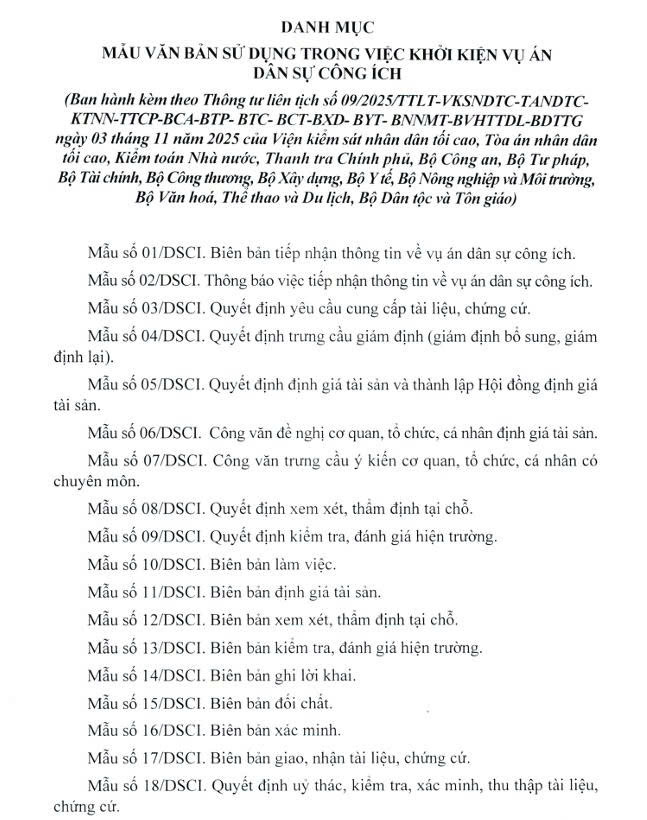 DANH MỤC
MẪU VĂN BẢN SỬ DỤNG TRONG VIỆC KHỞI KIỆN VỤ ÁN
DÂN SỰ CÔNG ÍCH
(Ban hành kèm theo Thông tư liên tịch số 09/2025/TTLT-VKSNDTC-TANDTC-
KTNN-TTCP-BCA-BTP- BTC- BCT-BXD- BYT- BNNMT-BVHTTDL-BDTTG
ngày 03 tháng 11 năm 2025 của Viện kiểm sát nhân dân tối cao, Tòa án nhân dân
tối cao, Kiểm toán Nhà nước, Thanh tra Chính phủ, Bộ Công an, Bộ Tư pháp,
Bộ Tài chính, Bộ Công thương, Bộ Xây dựng, Bộ Y tế, Bộ Nông nghiệp và Môi trường,
Bộ Văn hoá, Thể thao và Du lịch, Bộ Dân tộc và Tôn giáo)
Mẫu số 01/DSCI. Biên bản tiếp nhận thông tin về vụ án dân sự công ích.
Mẫu số 02/DSCI. Thông báo việc tiếp nhận thông tin về vụ án dân sự công ích.
Mẫu số 03/DSCI. Quyết định yêu cầu cung cấp tài liệu, chứng cứ.
Mẫu số 04/DSCI. Quyết định trưng cầu giám định (giám định bổ sung, giám
định lại).
Mẫu số 05/DSCI. Quyết định định giá tài sản và thành lập Hội đồng định giá
tài sản.
Mẫu số 06/DSCI. Công văn đề nghị cơ quan, tổ chức, cá nhân định giá tài sản.
Mẫu số 07/DSCI. Công văn trưng cầu ý kiến cơ quan, tổ chức, cá nhân có
chuyên môn.
Mẫu số 08/DSCI. Quyết định xem xét, thẩm định tại chỗ.
Mẫu số 09/DSCI. Quyết định kiểm tra, đánh giá hiện trường.
Mẫu số 10/DSCI. Biên bản làm việc.
Mẫu số 11/DSCI. Biên bản định giá tài sản.
Mẫu số 12/DSCI. Biên bản xem xét, thẩm định tại chỗ.
Mẫu số 13/DSCI. Biên bản kiểm tra, đánh giá hiện trường.
Mẫu số 14/DSCI. Biên bản ghi lời khai.
Mẫu số 15/DSCI. Biên bản đối chất.
Mẫu số 16/DSCI. Biên bản xác minh.
Mẫu số 17/DSCI. Biên bản giao, nhận tài liệu, chứng cứ.
Mẫu số 18/DSCI. Quyết định uỷ thác, kiểm tra, xác minh, thu thập tài liệu,
chứng cứ.